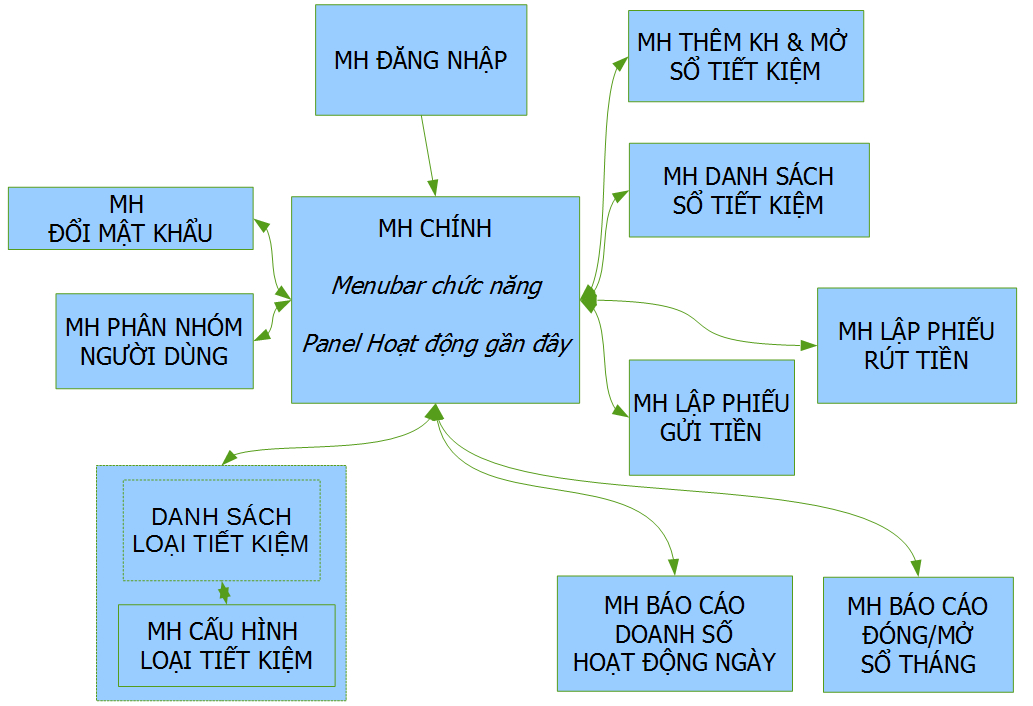 MH ĐĂNG NHẬP
MH THÊM KH & MỞ
SỔ TIẾT KIỆM
MH DANH SÁCH
SỔ TIẾT KIỆM
MH
ĐỔI MẬT KHẨU
MH CHÍNH
Menubar chức năng
Panel Hoạt động gần đây
MH PHÂN NHÓM
NGƯỜI DÙNG
MH LẬP PHIẾU
RÚT TIỀN
MH LẬP PHIẾU
GỬI TIỀN
DANH SÁCH
LOẠI TIẾT KIỆM
MH CẤU HÌNH
LOẠI TIẾT KIỆM
MH BÁO CÁO
DOANH SỐ
HOẠT ĐỘNG NGÀY
MH BÁO CÁO
ĐÓNG/MỞ
SỔ THÁNG